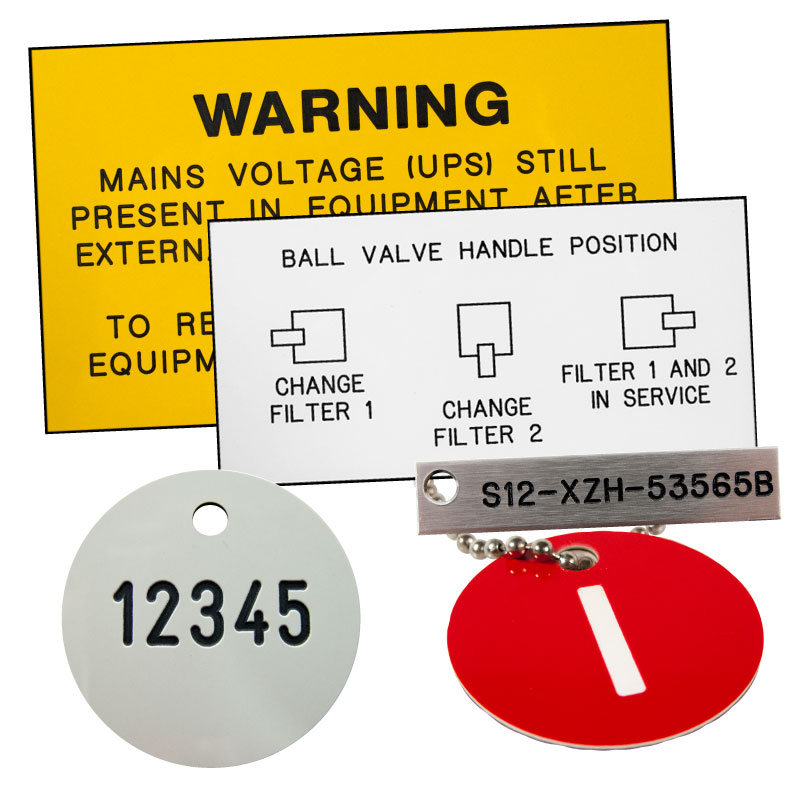 WARNING
MAINS VOLTAGE (UPS) STILL
PRESENT IN EQUIPMENT AFTER
TO
BALL VALVE HANDLE POSITION
CHANGE
FILTER 1
CHANGE
FILTER 2
FILTER 1 AND 2
IN SERVICE
S12-XZH-53565B
12345
1